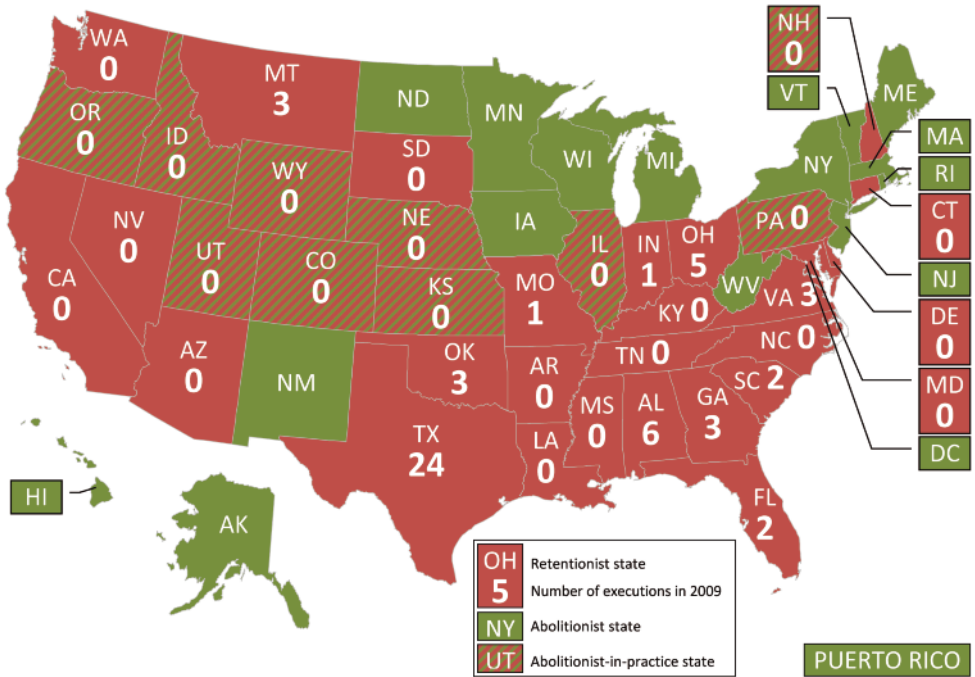 WA
0
MT
3
ND
MN
OR
0
ID
0
WY
0
SD
0
WI
MI
NY
NH
0
VT
ME
MA
RI
CT
0
NJ
DE
0
MD
0
DC
NV
0
CA
0
UT
0
CO
0
NE
0
KS
0
IA
IL
0
IN
1
OH
5
PA 0
WV
VA 3
MO
1
KY 0
NC 0
TN 0
SC 2
AZ
0
NM
OK
3
AR
0
MS
0
AL
6
GA
3
TX
24
LA
0
FL
2
HI
AK
OH
5
Retentionist state
Number of executions in 2009
NY
Abolitionist state
UT
Abolitionist-in-practice state
PUERTO RICO